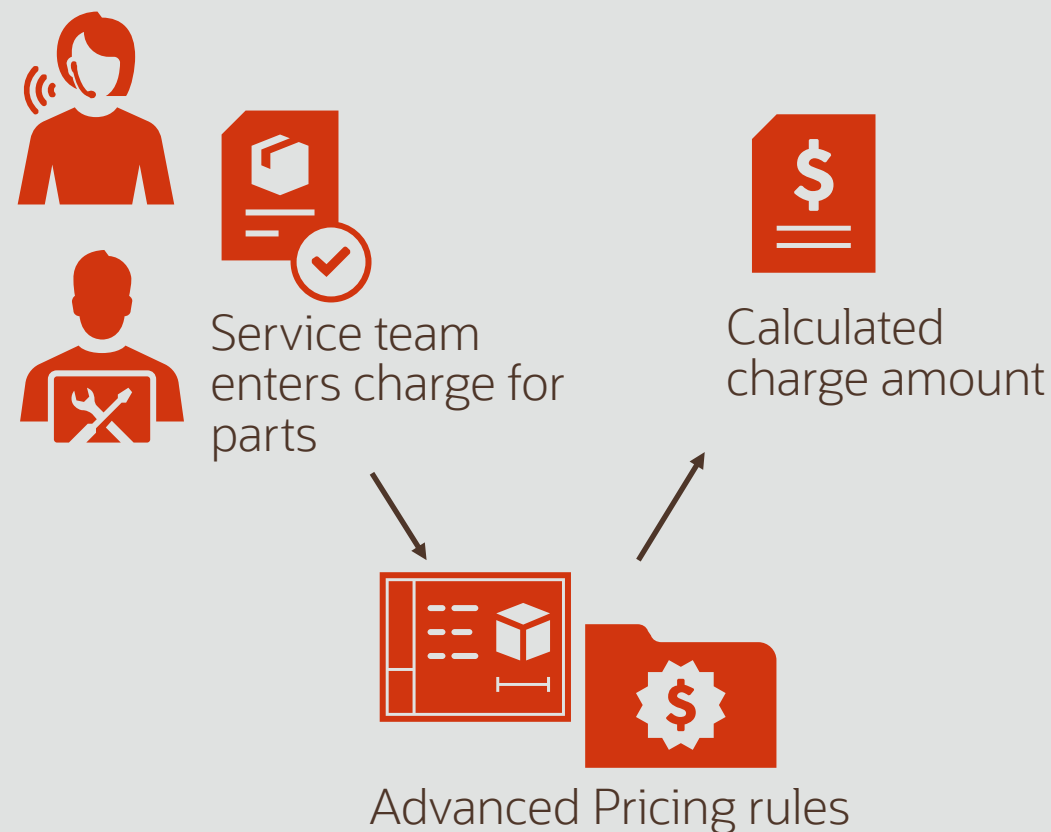 Service team
enters charge for
parts
Calculated
charge amount
Advanced Pricing rules